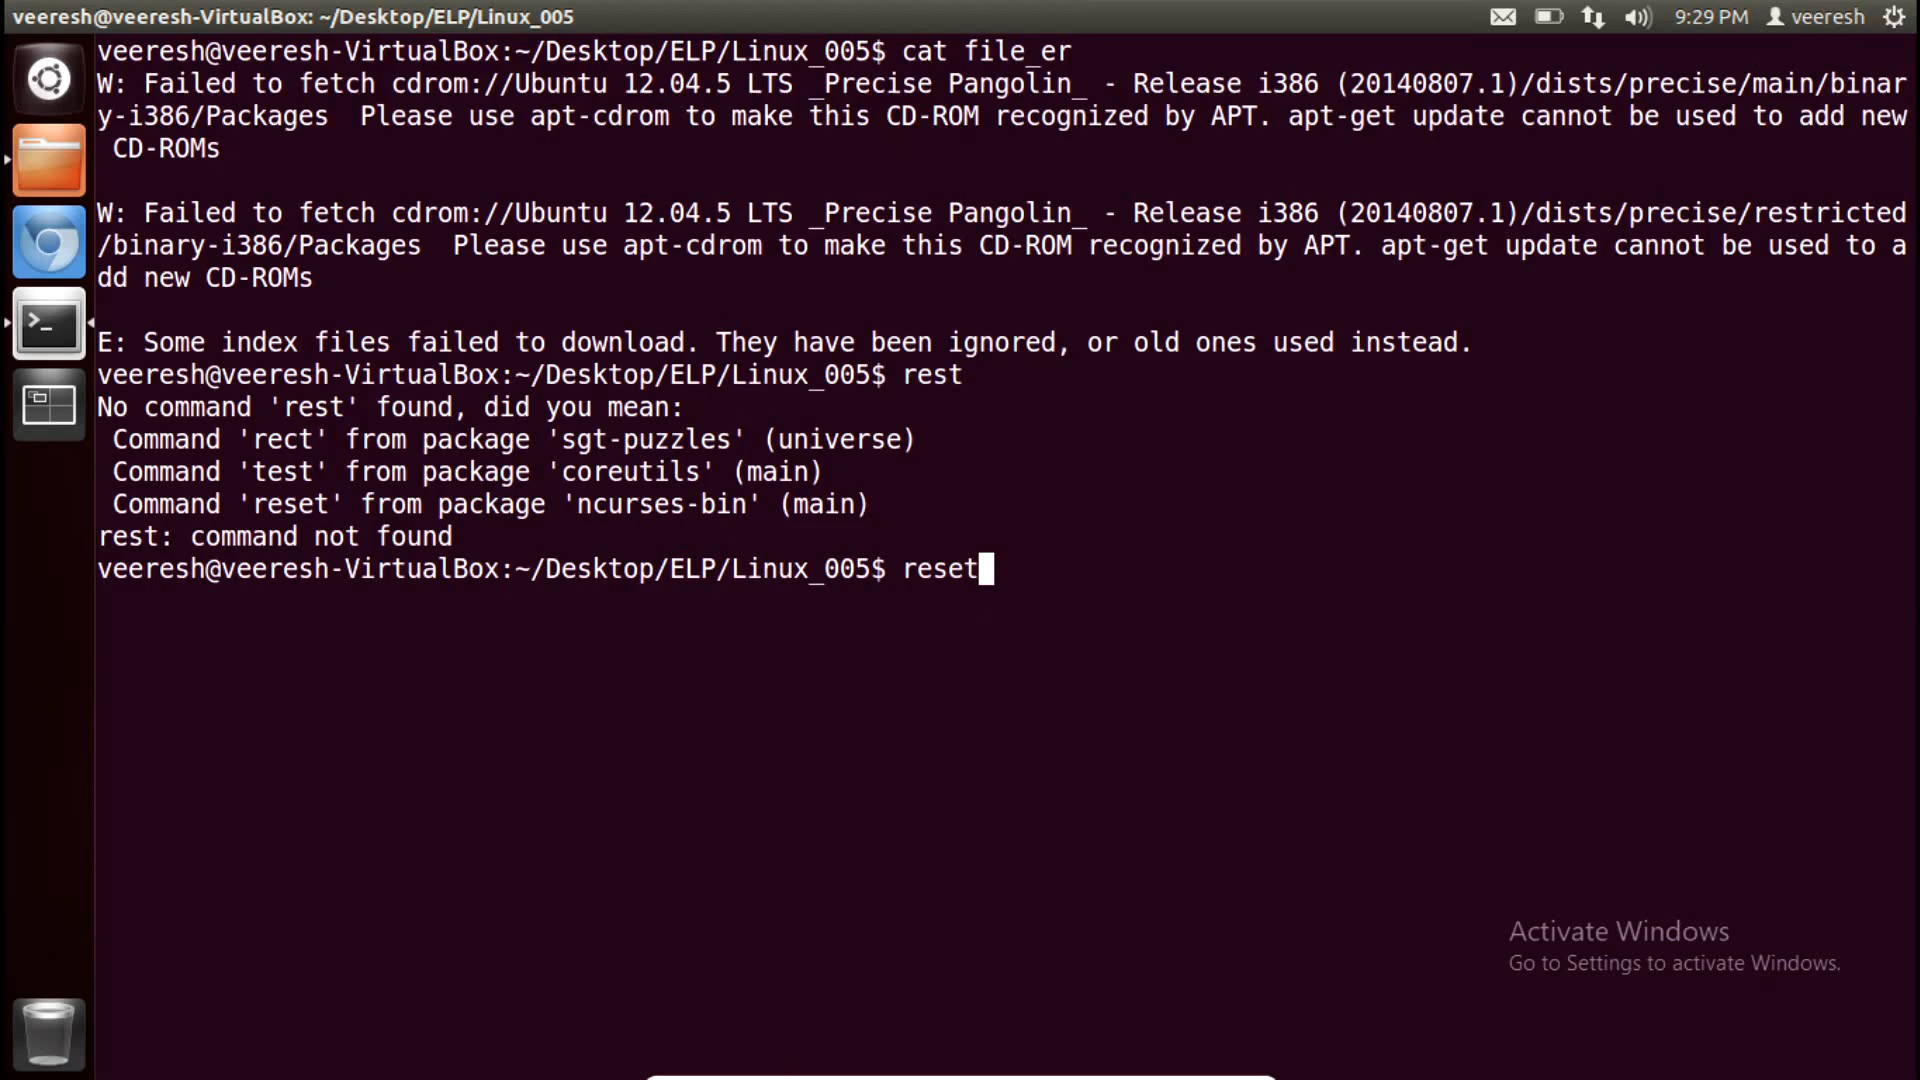 veeresh@veeresh-VirtualBox: ~/Desktop/ELP/Linux_005
9:29 PM veeresh
veeresh@veeresh-VirtualBox:~/Desktop/ELP/Linux_005$ cat file_er
W: Failed to fetch cdrom://Ubuntu 12.04.5 LTS _Precise Pangolin_ - Release i386 (20140807.1)/dists/precise/main/binar
y-i386/Packages  Please use apt-cdrom to make this CD-ROM recognized by APT. apt-get update cannot be used to add new
 CD-ROMs
W: Failed to fetch cdrom://Ubuntu 12.04.5 LTS _Precise Pangolin_ - Release i386 (20140807.1)/dists/precise/restricted
/binary-i386/Packages  Please use apt-cdrom to make this CD-ROM recognized by APT. apt-get update cannot be used to a
dd new CD-ROMs
E: Some index files failed to download. They have been ignored, or old ones used instead.
veeresh@veeresh-VirtualBox:~/Desktop/ELP/Linux_005$ rest
No command 'rest' found, did you mean:
 Command 'rect' from package 'sgt-puzzles' (universe)
 Command 'test' from package 'coreutils' (main)
 Command 'reset' from package 'ncurses-bin' (main)
rest: command not found
veeresh@veeresh-VirtualBox:~/Desktop/ELP/Linux_005$ reset
Activate Windows
Go to Settings to activate Windows.